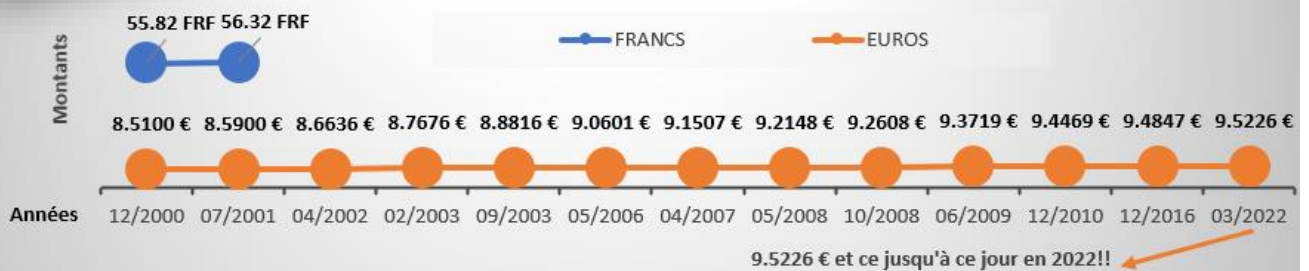 55.82 FRF 56.32 FRF
FRANCS EUROS
Montants
8.5100 € 8.5900 € 8.6636 € 8.7676 € 8.8816 € 9.0601 € 9.1507 € 9.2148 € 9.2608 € 9.3719 € 9.4469 € 9.4847 € 9.5226 €
Années 12/2000 07/2001 04/2002 02/2003 09/2003 05/2006 04/2007 05/2008 10/2008 06/2009 12/2010 12/2016 03/2022
9.5226 € et ce jusqu'à ce jour en 2022!!